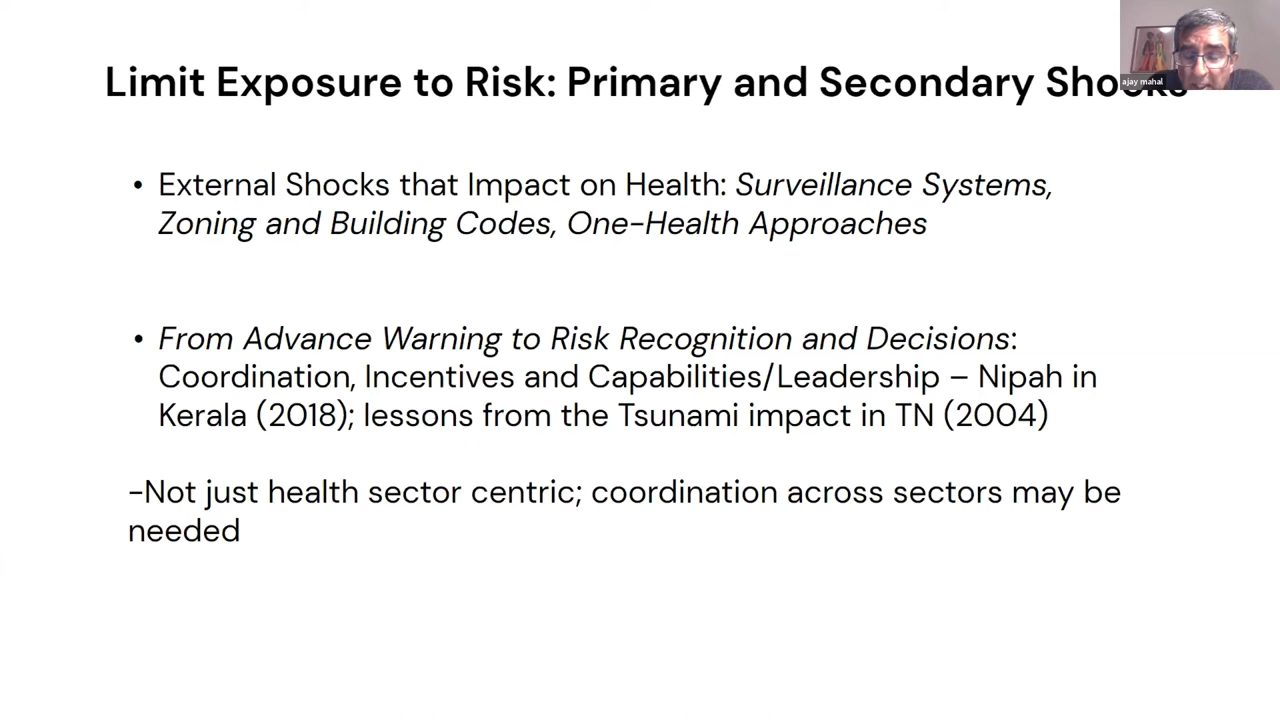 Limit Exposure to Risk: Primary and Secondary Shocks
ajay mahal
• External Shocks that Impact on Health: Surveillance Systems,
Zoning and Building Codes, One-Health Approaches
• From Advance Warning to Risk Recognition and Decisions:
Coordination, Incentives and Capabilities/Leadership – Nipah in
Kerala (2018); lessons from the Tsunami impact in TN (2004)
-Not just health sector centric; coordination across sectors may be
needed